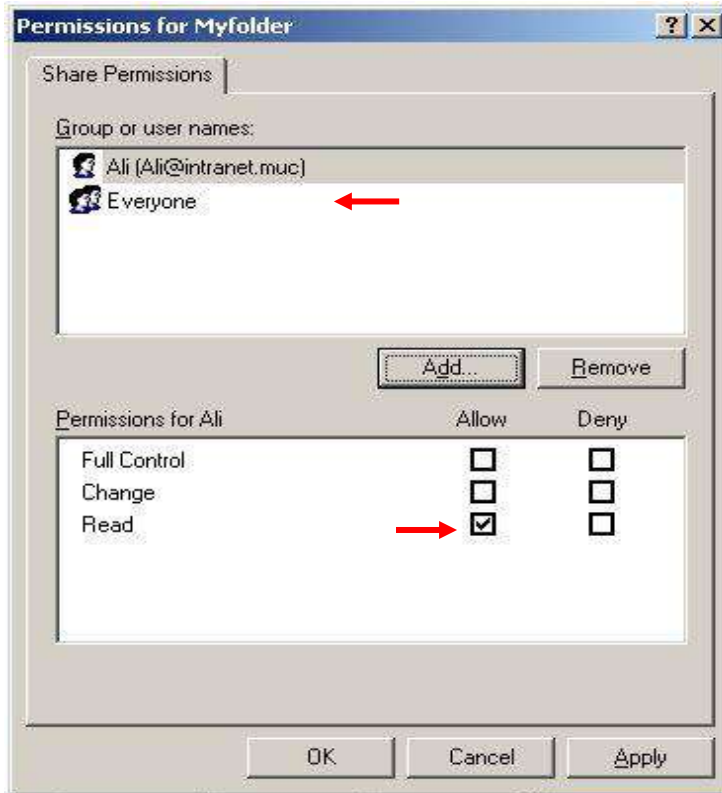 Permissions for Myfolder
Share Permissions
Group or user names:
Ali (Ali@intranet.muc)
Everyone
Add... Remove
Permissions for Ali Allow Deny
Full Control
Change
Read
OK Cancel Apply